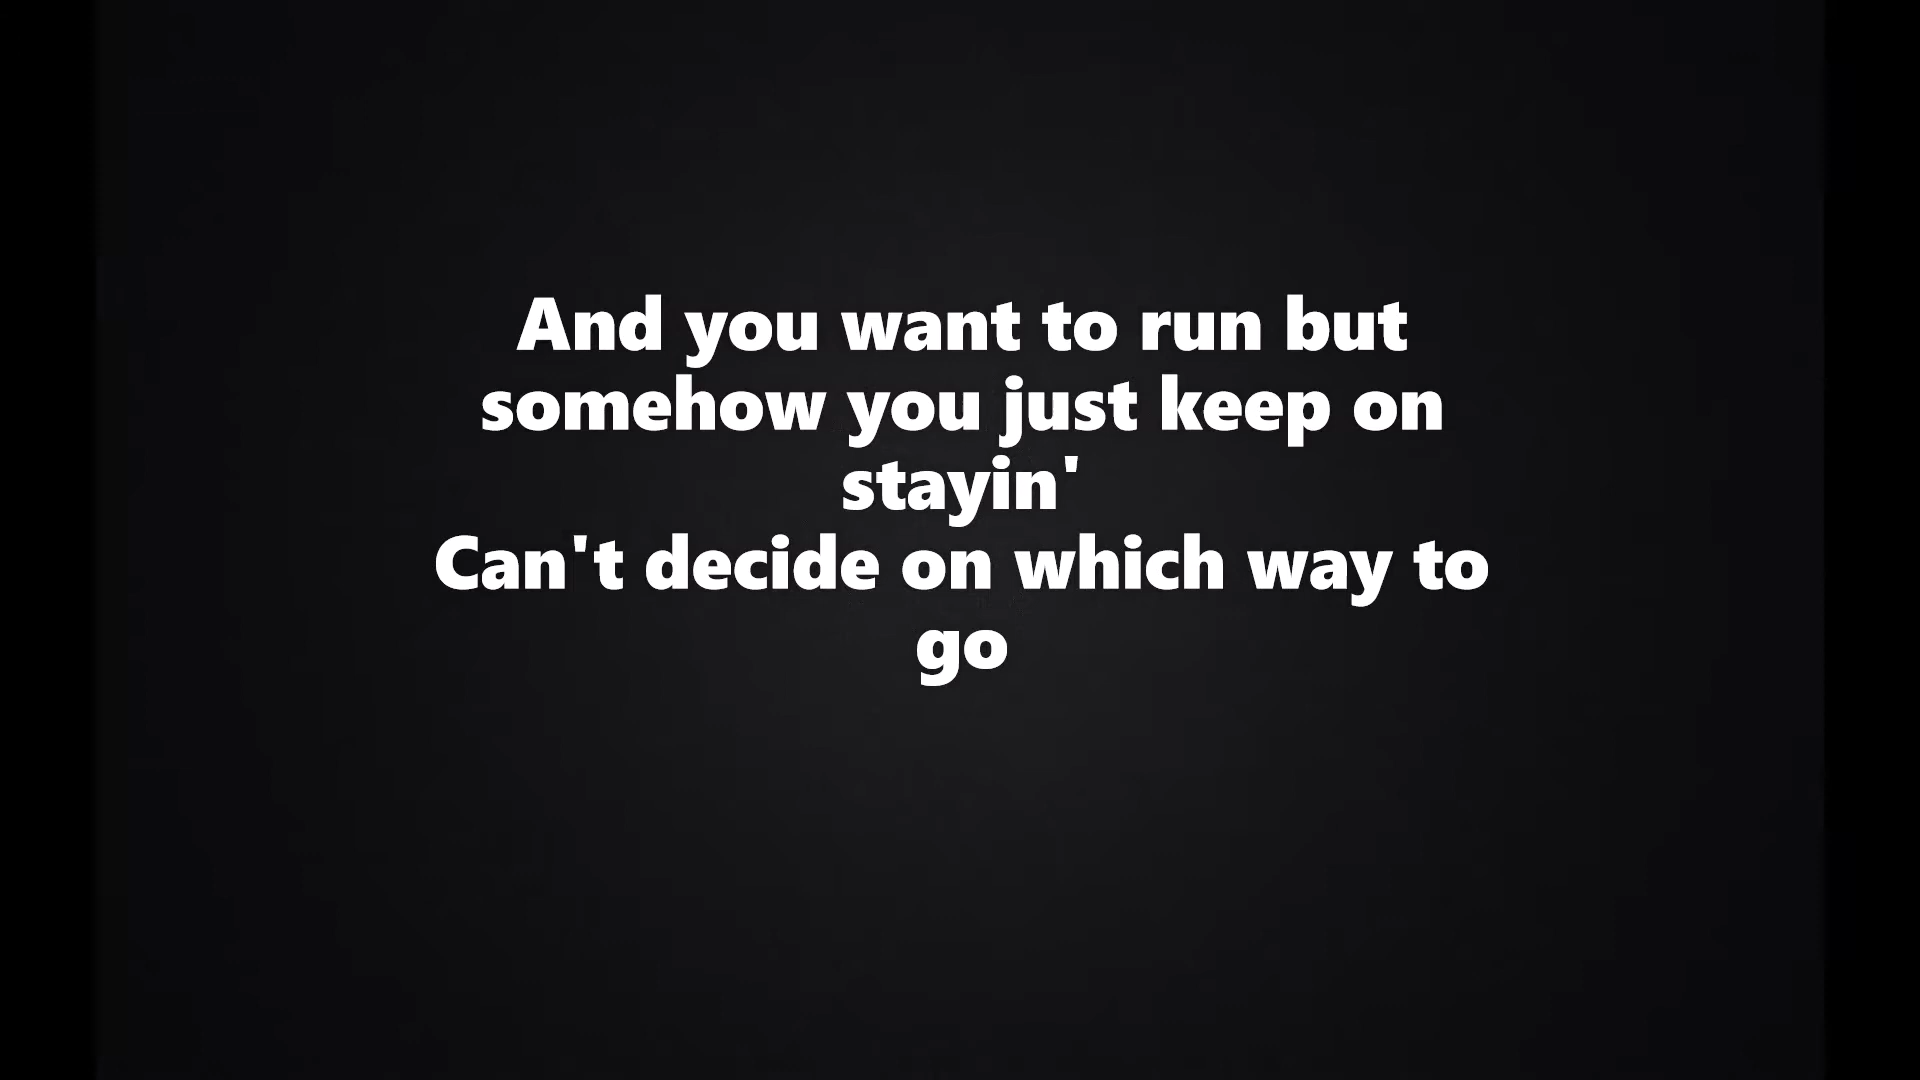 And you want to run but
somehow you just keep on
stayin'
Can't decide on which way to
go